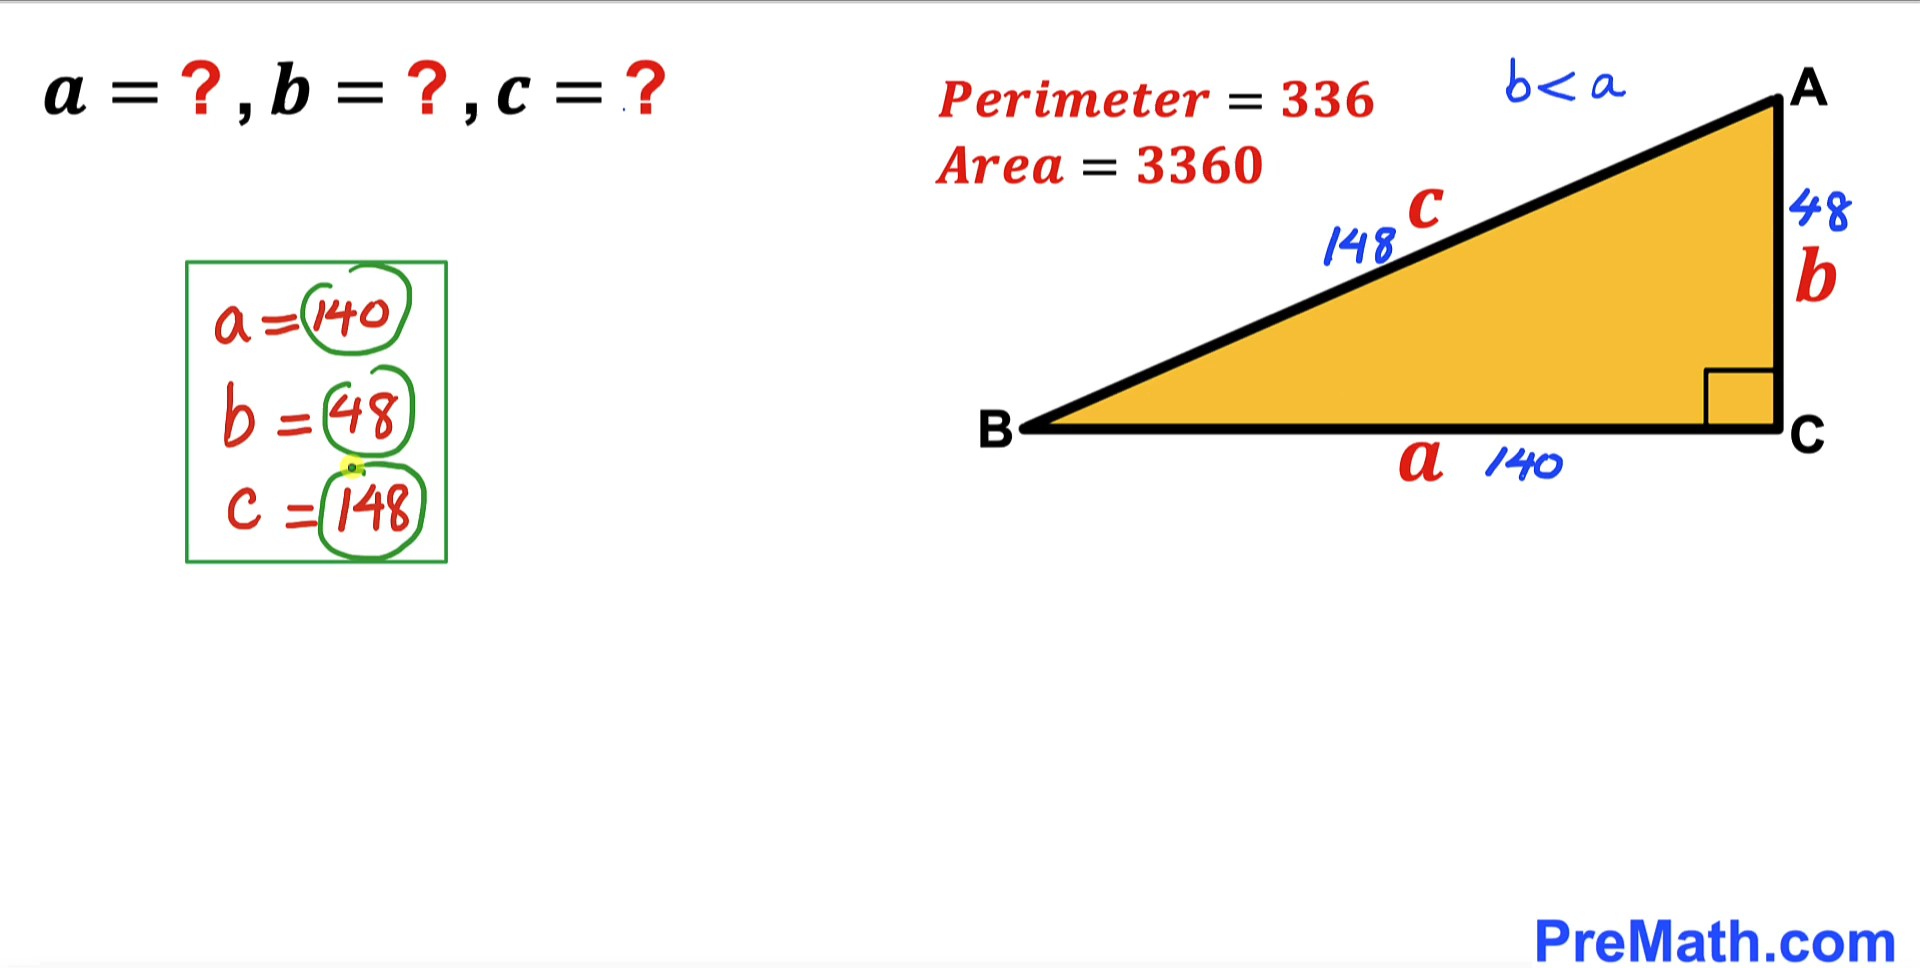 a = ?, b = ?, c = ?
Perimeter = 336
Area = 3360
b < a
A
c
148
48
b
B
C
a 140
a = 140
b = 48
c = 148
PreMath.com